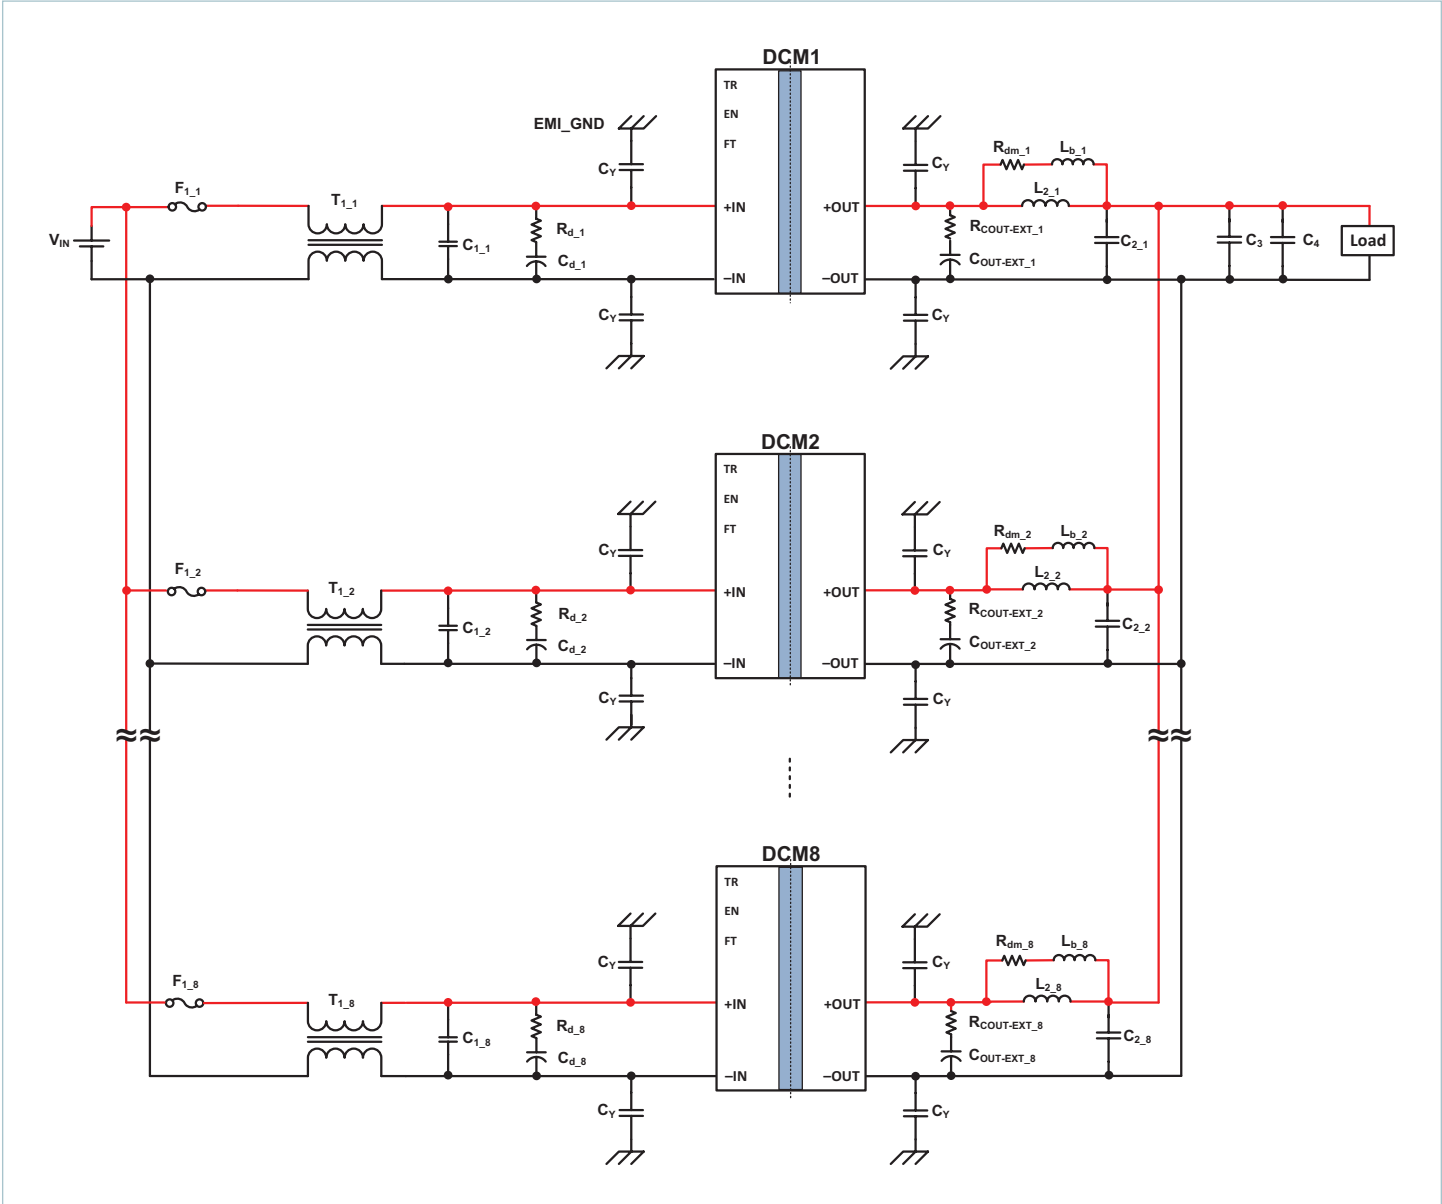 DCM1
TR
EN
FT
+IN
–IN
+OUT
–OUT
EMI_GND
CY
CY
CY
CY
VIN
F1_1
T1_1
C1_1
Rd_1
Cd_1
Rdm_1
Lb_1
L2_1
RCOUT-EXT_1
COUT-EXT_1
C2_1
C3
C4
Load
DCM2
TR
EN
FT
+IN
–IN
+OUT
–OUT
CY
CY
CY
CY
F1_2
T1_2
C1_2
Rd_2
Cd_2
Rdm_2
Lb_2
L2_2
RCOUT-EXT_2
COUT-EXT_2
C2_2
DCM8
TR
EN
FT
+IN
–IN
+OUT
–OUT
CY
CY
CY
CY
F1_8
T1_8
C1_8
Rd_8
Cd_8
Rdm_8
Lb_8
L2_8
RCOUT-EXT_8
COUT-EXT_8
C2_8